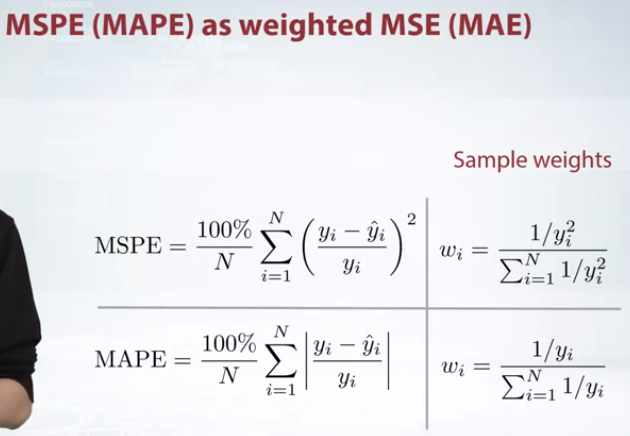 MSPE (MAPE) as weighted MSE (MAE)
Sample weights
MSPE = \frac{100\%}{N} \sum_{i=1}^{N} \left( \frac{y_i - \hat{y}_i}{y_i} \right)^2 w_i = \frac{1/y_i^2}{\sum_{i=1}^{N} 1/y_i^2}
MAPE = \frac{100\%}{N} \sum_{i=1}^{N} \left| \frac{y_i - \hat{y}_i}{y_i} \right| w_i = \frac{1/y_i}{\sum_{i=1}^{N} 1/y_i}